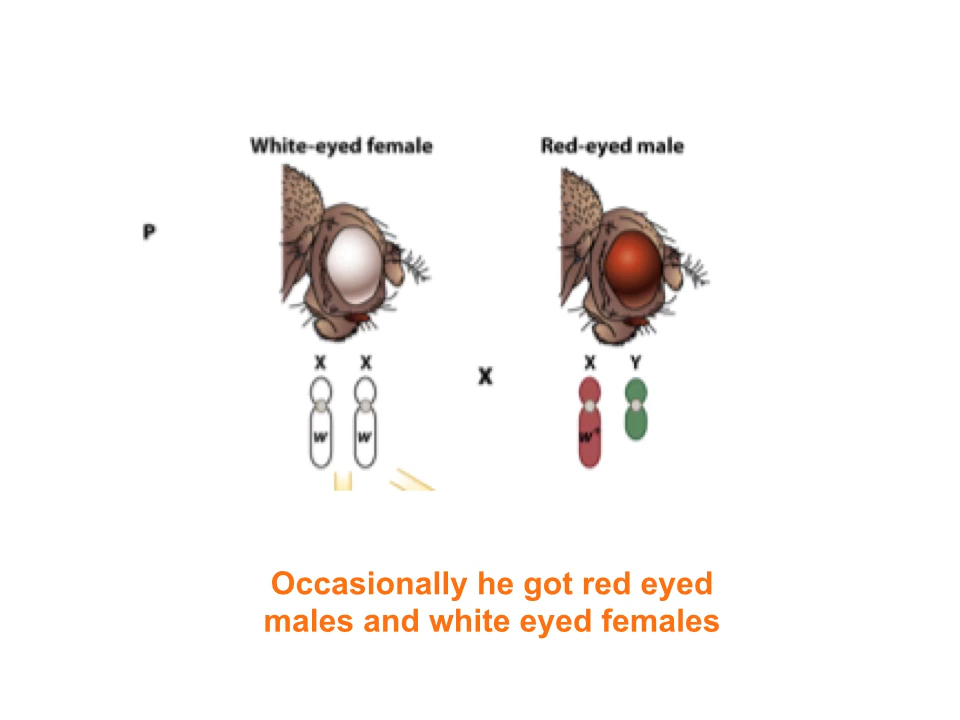 White-eyed female
Red-eyed male
P
X X
X
X Y
w w
w+
Occasionally he got red eyed
males and white eyed females